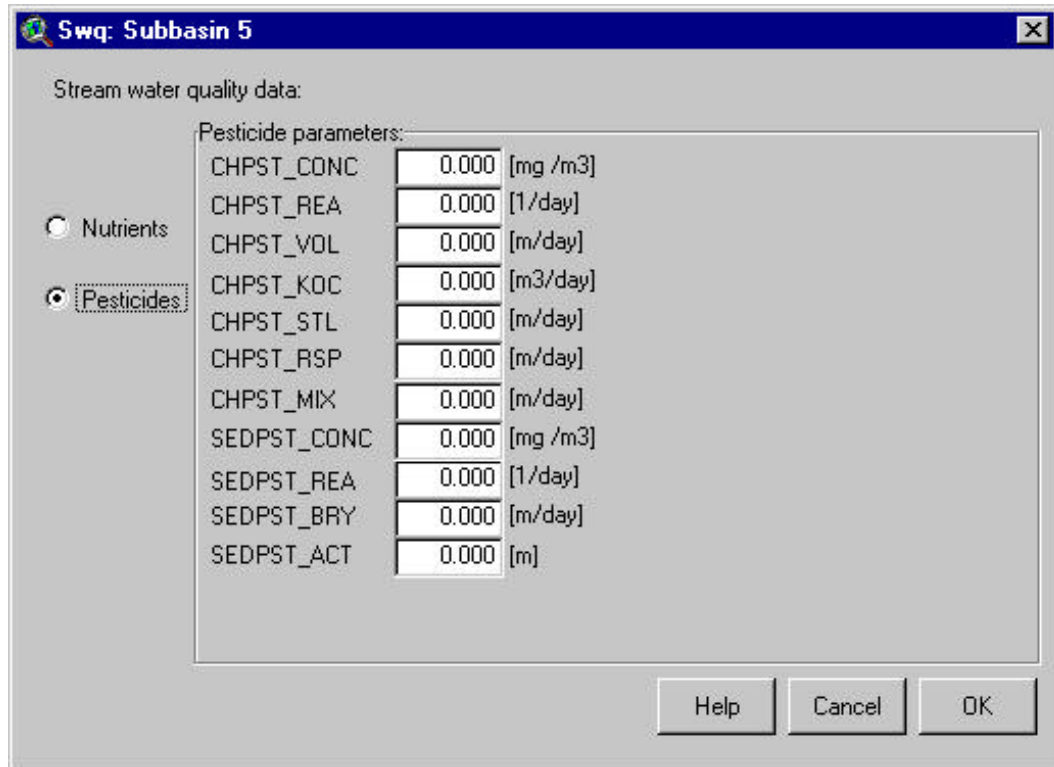 Swq: Subbasin 5
Stream water quality data:
Pesticide parameters:
CHPST_CONC 0.000 [mg /m3]
CHPST_REA 0.000 [1/day]
Nutrients
CHPST_VOL 0.000 [m/day]
CHPST_KOC 0.000 [m3/day]
Pesticides
CHPST_STL 0.000 [m/day]
CHPST_RSP 0.000 [m/day]
CHPST_MIX 0.000 [m/day]
SEDPST_CONC 0.000 [mg /m3]
SEDPST_REA 0.000 [1/day]
SEDPST_BRY 0.000 [m/day]
SEDPST_ACT 0.000 [m]
Help Cancel OK